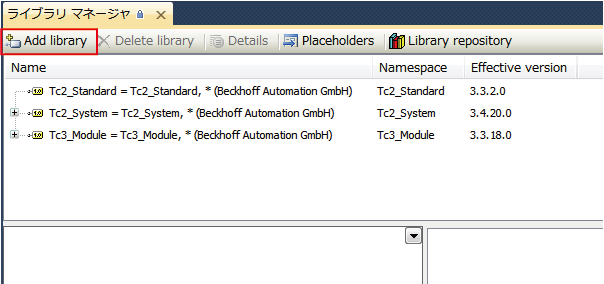 ライブラリ マネージャ
Add library Delete library Details Placeholders Library repository
Name Namespace Effective version
Tc2_Standard = Tc2_Standard, * (Beckhoff Automation GmbH) Tc2_Standard 3.3.2.0
Tc2_System = Tc2_System, * (Beckhoff Automation GmbH) Tc2_System 3.4.20.0
Tc3_Module = Tc3_Module, * (Beckhoff Automation GmbH) Tc3_Module 3.3.18.0